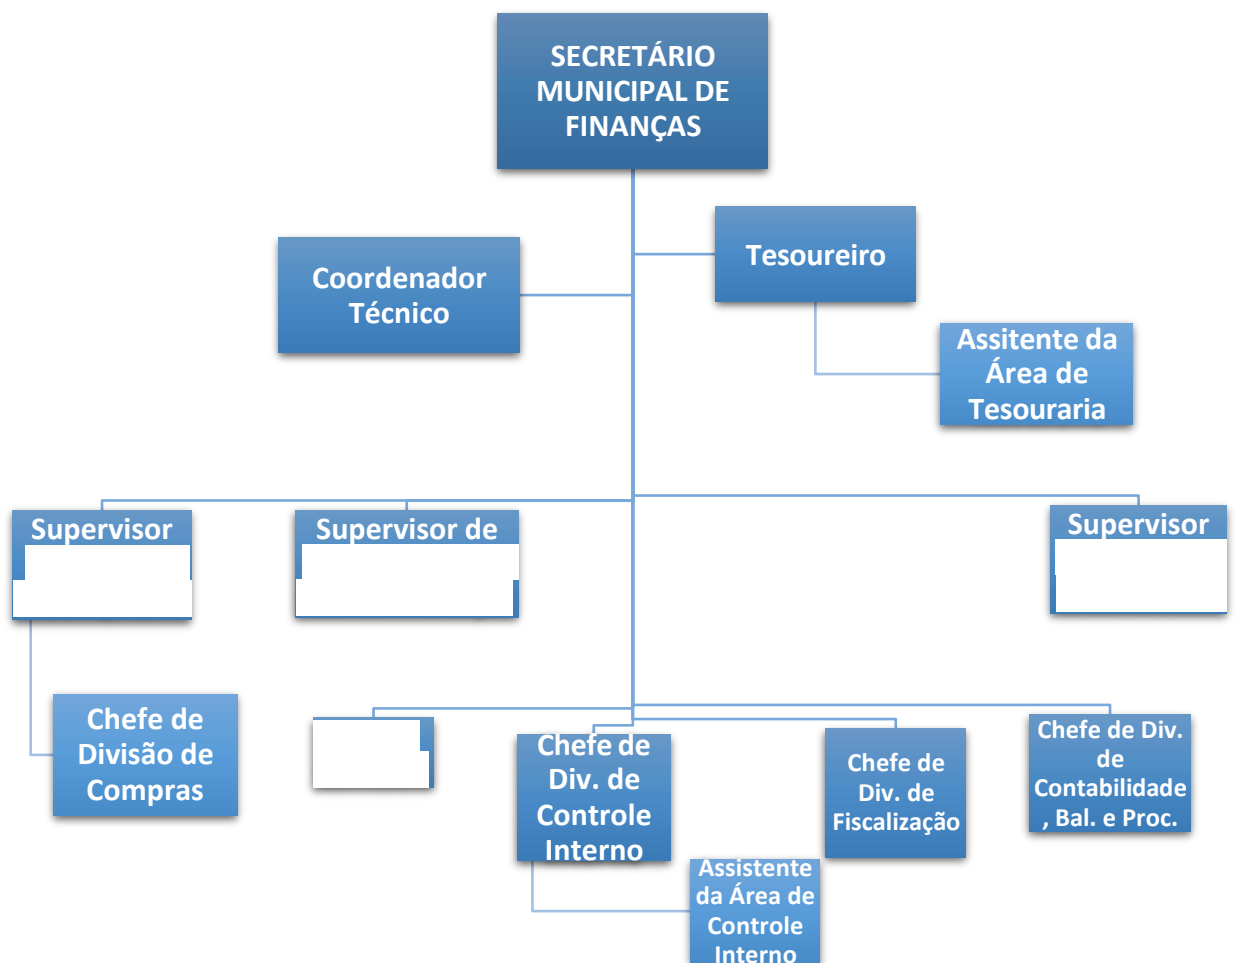 SECRETÁRIO
MUNICIPAL DE
FINANÇAS
Tesoureiro
Coordenador
Técnico
Assitente da
Área de
Tesouraria
Supervisor
Supervisor de
Supervisor
Chefe de
Divisão de
Compras
Chefe de
Div. de
Controle
Interno
Chefe de
Div. de
Fiscalização
Chefe de Div.
de
Contabilidade
, Bal. e Proc.
Assistente
da Área de
Controle
Interno